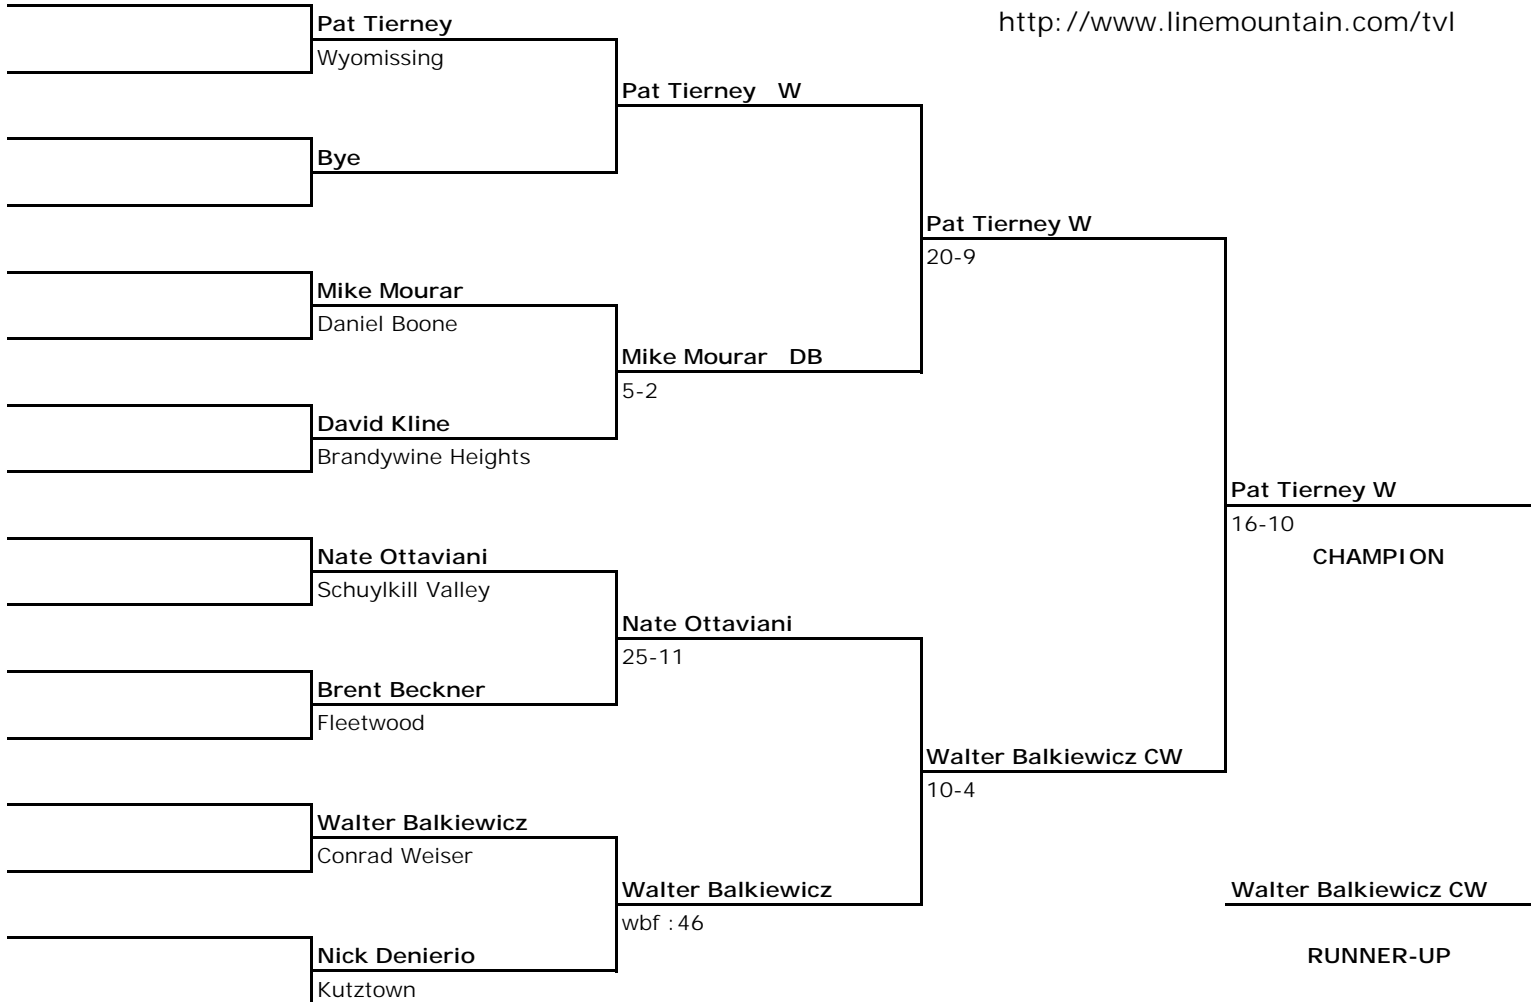 Pat Tierney
http://www.linemountain.com/tvl
Wyomissing
Pat Tierney W
Bye
Pat Tierney W
20-9
Mike Mourar
Daniel Boone
Mike Mourar DB
5-2
David Kline
Brandywine Heights
Pat Tierney W
16-10
CHAMPION
Nate Ottaviani
Schuylkill Valley
Nate Ottaviani
25-11
Brent Beckner
Fleetwood
Walter Balkiewicz CW
10-4
Walter Balkiewicz
Conrad Weiser
Walter Balkiewicz
wbf :46
Walter Balkiewicz CW
Nick Denierio
Kutztown
RUNNER-UP